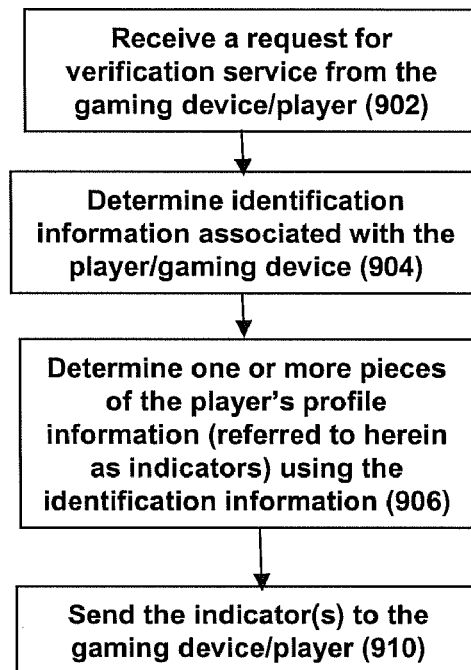 Receive a request for
verification service from the
gaming device/player (902)
Determine identification
information associated with the
player/gaming device (904)
Determine one or more pieces
of the player's profile
information (referred to herein
as indicators) using the
identification information (906)
Send the indicator(s) to the
gaming device/player (910)